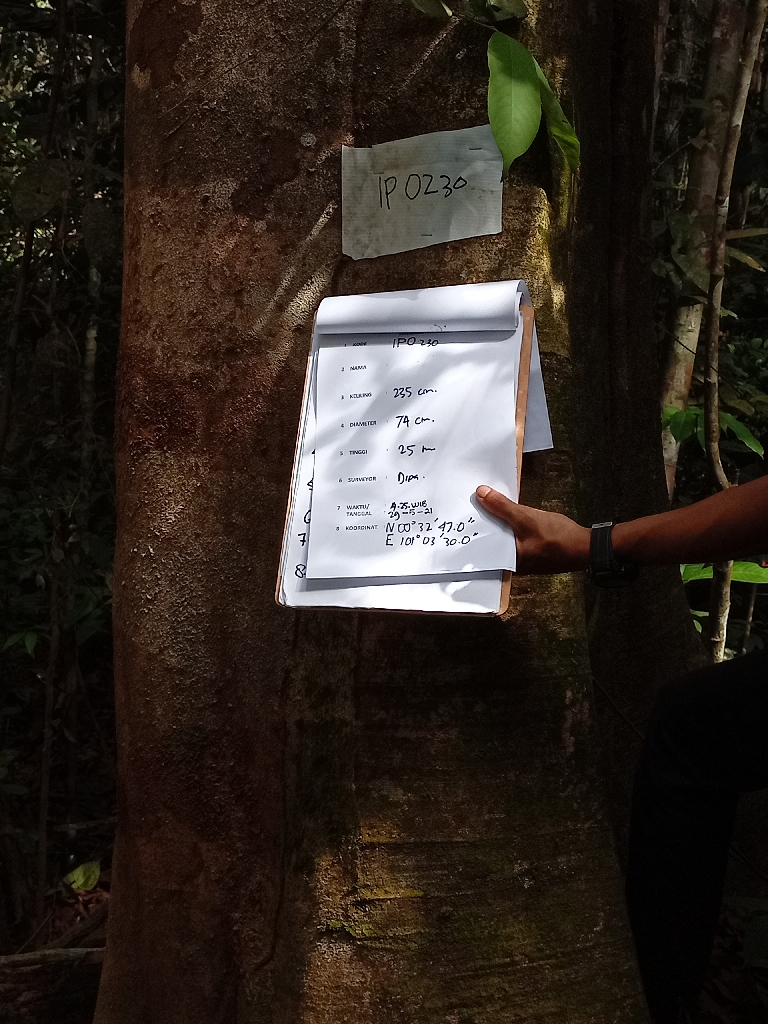 IP 0230
1 KODE : IPO 230
2 NAMA :
3 KELILING : 235 cm.
4 DIAMETER : 74 cm.
5 TINGGI : 25 m
6 SURVEYOR : Dipa.
7 WAKTU/ TANGGAL : 9.25 WIB
29-5-21
8 KOORDINAT : N 00° 32' 47.0"
E 101° 03' 30.0"
7
8